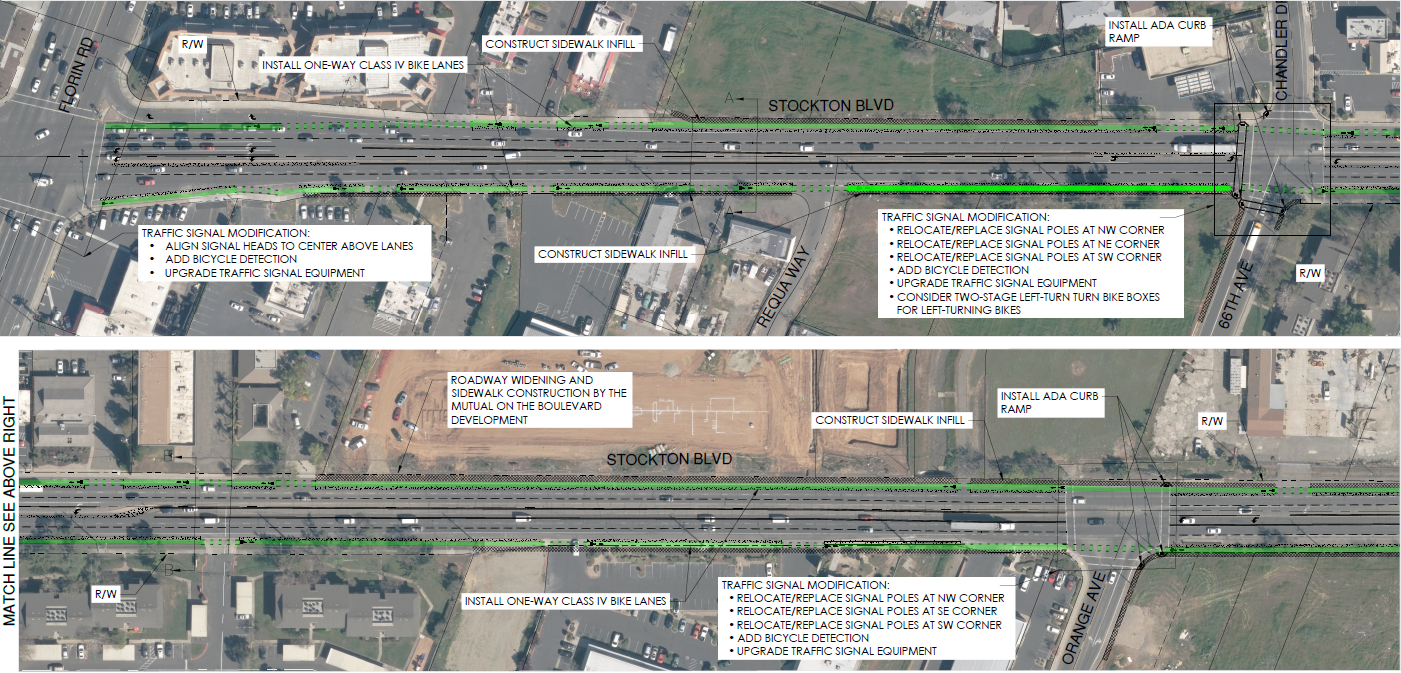 FLORIN RD
R/W
INSTALL ONE-WAY CLASS IV BIKE LANES
CONSTRUCT SIDEWALK INFILL
A
STOCKTON BLVD
INSTALL ADA CURB
RAMP
TRAFFIC SIGNAL MODIFICATION:
• ALIGN SIGNAL HEADS TO CENTER ABOVE LANES
• ADD BICYCLE DETECTION
• UPGRADE TRAFFIC SIGNAL EQUIPMENT
CONSTRUCT SIDEWALK INFILL
A
REQUA WAY
TRAFFIC SIGNAL MODIFICATION:
• RELOCATE/REPLACE SIGNAL POLES AT NW CORNER
• RELOCATE/REPLACE SIGNAL POLES AT NE CORNER
• RELOCATE/REPLACE SIGNAL POLES AT SW CORNER
• ADD BICYCLE DETECTION
• UPGRADE TRAFFIC SIGNAL EQUIPMENT
• CONSIDER TWO-STAGE LEFT-TURN TURN BIKE BOXES
FOR LEFT-TURNING BIKES
66TH AVE
R/W
MATCH LINE SEE ABOVE RIGHT
ROADWAY WIDENING AND
SIDEWALK CONSTRUCTION BY THE
MUTUAL ON THE BOULEVARD
DEVELOPMENT
STOCKTON BLVD
CONSTRUCT SIDEWALK INFILL
INSTALL ADA CURB
RAMP
R/W
B
B
R/W
INSTALL ONE-WAY CLASS IV BIKE LANES
TRAFFIC SIGNAL MODIFICATION:
• RELOCATE/REPLACE SIGNAL POLES AT NW CORNER
• RELOCATE/REPLACE SIGNAL POLES AT SE CORNER
• RELOCATE/REPLACE SIGNAL POLES AT SW CORNER
• ADD BICYCLE DETECTION
• UPGRADE TRAFFIC SIGNAL EQUIPMENT
ORANGE AVE